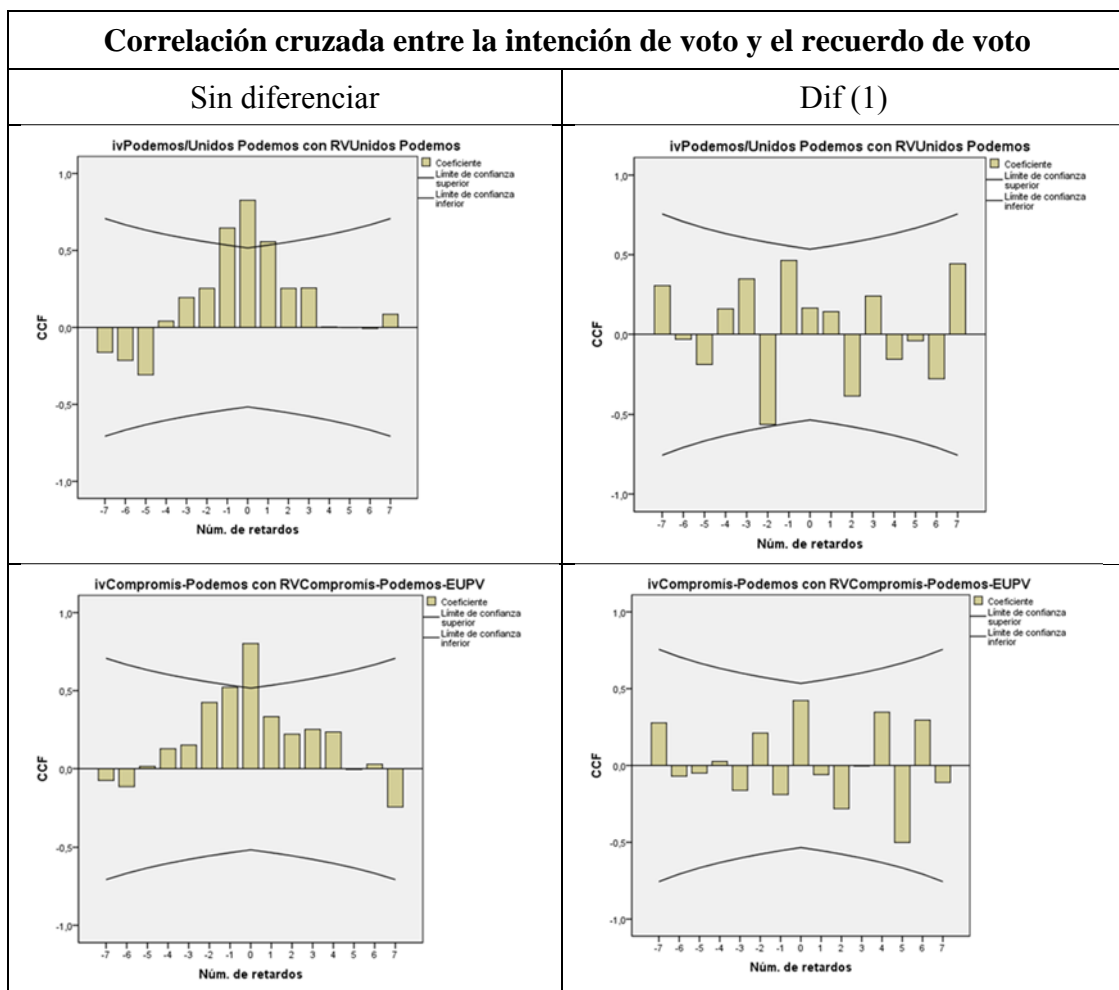 Correlación cruzada entre la intención de voto y el recuerdo de voto
Sin diferenciar
Dif (1)
ivPodemos/Unidos Podemos con RVUnidos Podemos
Coeficiente
Límite de confianza
superior
Límite de confianza
inferior
1,0
0,5
0,0
-0,5
-1,0
CCF
-7 -6 -5 -4 -3 -2 -1 0 1 2 3 4 5 6 7
Núm. de retardos
ivPodemos/Unidos Podemos con RVUnidos Podemos
Coeficiente
Límite de confianza
superior
Límite de confianza
inferior
1,0
0,5
0,0
-0,5
-1,0
CCF
-7 -6 -5 -4 -3 -2 -1 0 1 2 3 4 5 6 7
Núm. de retardos
ivCompromís-Podemos con RVCompromís-Podemos-EUPV
Coeficiente
Límite de confianza
superior
Límite de confianza
inferior
1,0
0,5
0,0
-0,5
-1,0
CCF
-7 -6 -5 -4 -3 -2 -1 0 1 2 3 4 5 6 7
Núm. de retardos
ivCompromís-Podemos con RVCompromís-Podemos-EUPV
Coeficiente
Límite de confianza
superior
Límite de confianza
inferior
1,0
0,5
0,0
-0,5
-1,0
CCF
-7 -6 -5 -4 -3 -2 -1 0 1 2 3 4 5 6 7
Núm. de retardos